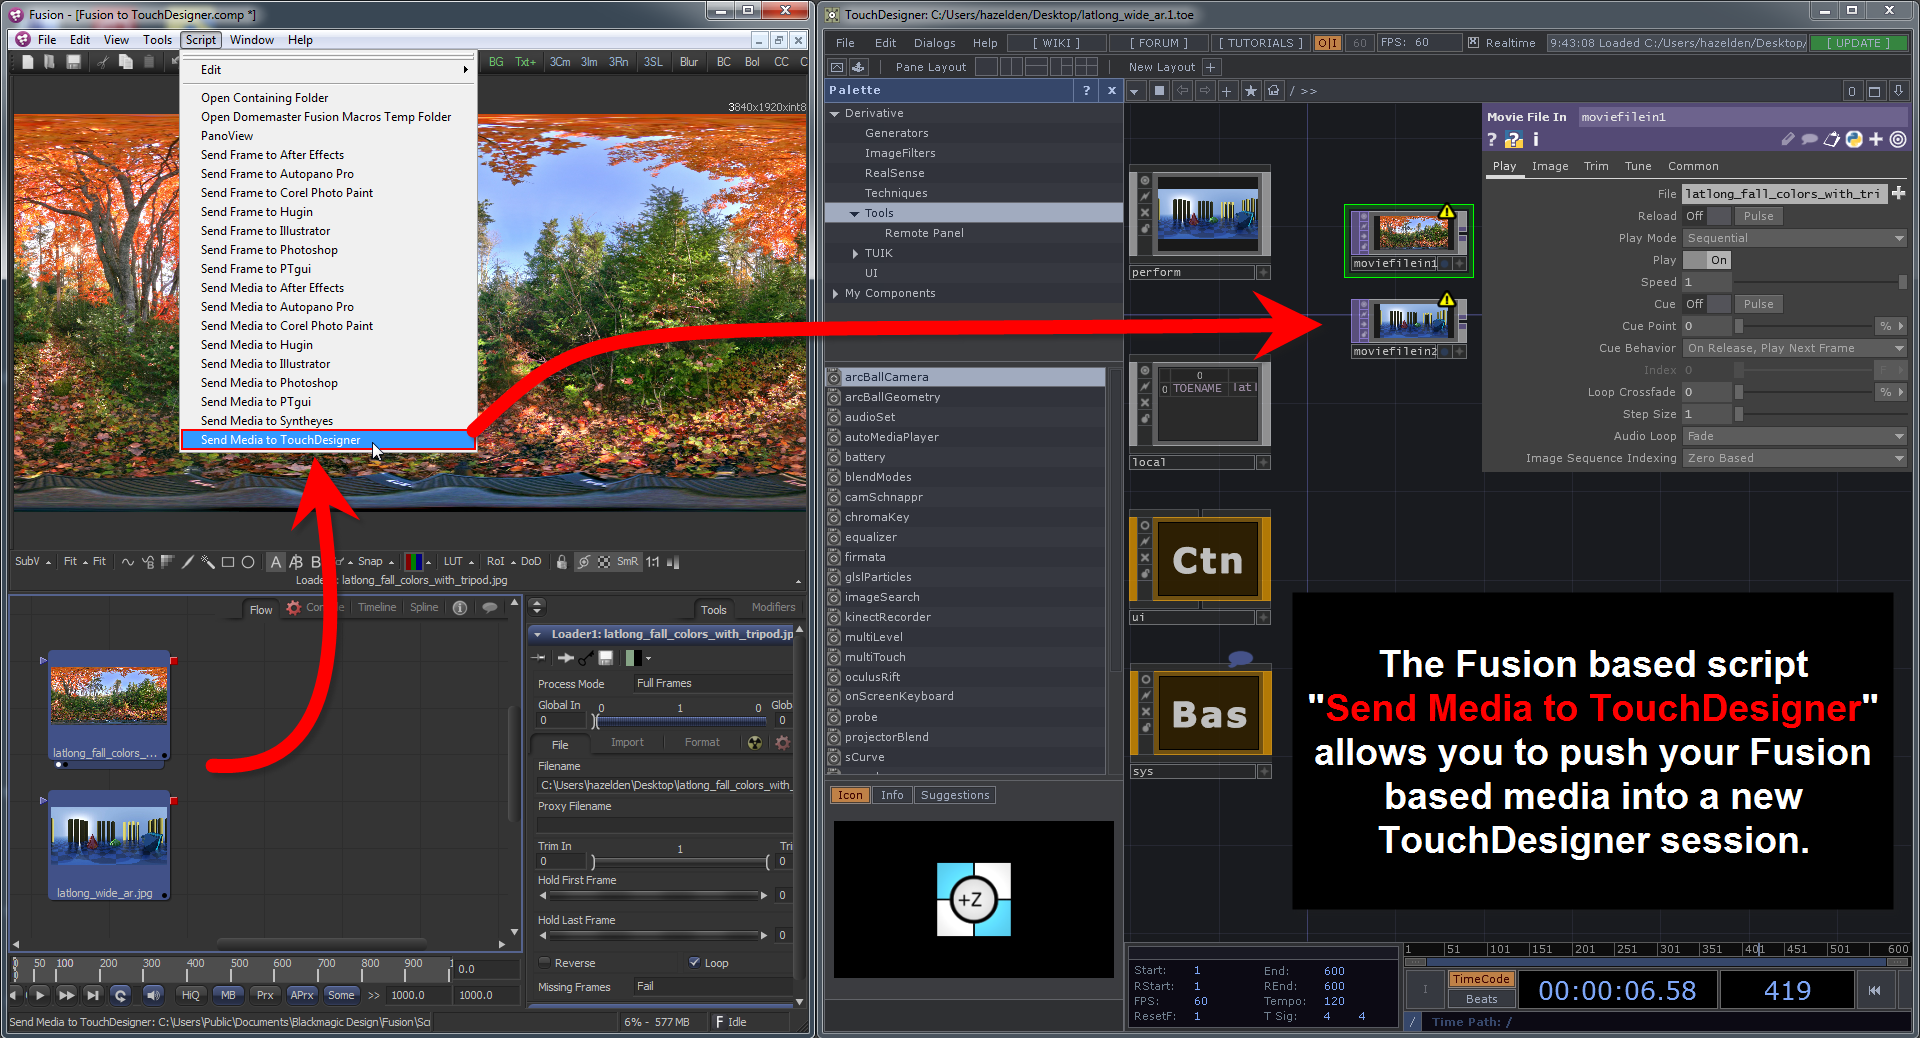 Fusion - [Fusion to TouchDesigner.comp *]
File Edit View Tools Script Window Help
BG Txt+ 3Cm 3Im 3Rn 3SL Blur BC Bol CC C
Edit
Open Containing Folder
Open Domemaster Fusion Macros Temp Folder
PanoView
Send Frame to After Effects
Send Frame to Autopano Pro
Send Frame to Corel Photo Paint
Send Frame to Hugin
Send Frame to Illustrator
Send Frame to Photoshop
Send Frame to PTgui
Send Media to After Effects
Send Media to Autopano Pro
Send Media to Corel Photo Paint
Send Media to Hugin
Send Media to Illustrator
Send Media to Photoshop
Send Media to PTgui
Send Media to Syntheyes
Send Media to TouchDesigner
3840x1920xint8
SubV Fit Fit A B Snap LUT RoI DoD SmR 1:1
latlong_fall_colors_with_tripod.jpg
Flow Timeline Spline
latlong_fall_colors_...
latlong_wide_ar.jpg
Tools Modifiers
Loader1: latlong_fall_colors_with_tripod.jp
Process Mode Full Frames
Global In 0 1 0 Glob
0 0
File Import Format
Filename
C:\Users\hazelden\Desktop\latlong_fall_colors_with_
Proxy Filename
Trim In 1 Tri
0 0
Hold First Frame
0
Hold Last Frame
0
Reverse Loop
Missing Frames Fail
0 50 100 200 300 400 500 600 700 800 900 1 0.0
HiQ MB Prx APrx Some >> 1000.0 1000.0
Send Media to TouchDesigner: C:\Users\Public\Documents\Blackmagic Design\Fusion\Sc
6% - 577 MB F Idle
TouchDesigner: C:/Users/hazelden/Desktop/latlong_wide_ar.1.toe
File Edit Dialogs Help [ WIKI ] [ FORUM ] [ TUTORIALS ] O|I 60 FPS: 60 Realtime 9:43:08 Loaded C:/Users/hazelden/Desktop/ [ UPDATE ]
Pane Layout New Layout +
Palette ? x
/ >> 0
Derivative
Generators
ImageFilters
RealSense
Techniques
Tools
Remote Panel
TUIK
UI
My Components
arcBallCamera
arcBallGeometry
audioSet
autoMediaPlayer
battery
blendModes
camSchnappr
chromaKey
equalizer
firmata
glslParticles
imageSearch
kinectRecorder
multiLevel
multiTouch
oculusRift
onScreenKeyboard
probe
projectorBlend
sCurve
Icon Info Suggestions
+Z
perform
0
0 TOENAME latl
local
Ctn
ui
Bas
sys
moviefilein1
moviefilein2
Movie File In moviefilein1
? ? i
Play Image Trim Tune Common
File latlong_fall_colors_with_tri
Reload Off Pulse
Play Mode Sequential
Play On
Speed 1
Cue Off Pulse
Cue Point 0 %
Cue Behavior On Release, Play Next Frame
Index 0 F
Loop Crossfade 0 %
Step Size 1
Audio Loop Fade
Image Sequence Indexing Zero Based
The Fusion based script
"Send Media to TouchDesigner"
allows you to push your Fusion
based media into a new
TouchDesigner session.
1 51 101 151 201 251 301 351 401 451 501 600
Start: 1 End: 600
RStart: 1 REnd: 600
FPS: 60 Tempo: 120
ResetF: 1 T Sig: 4 4
TimeCode
Beats
00:00:06.58 419
/ Time Path: /